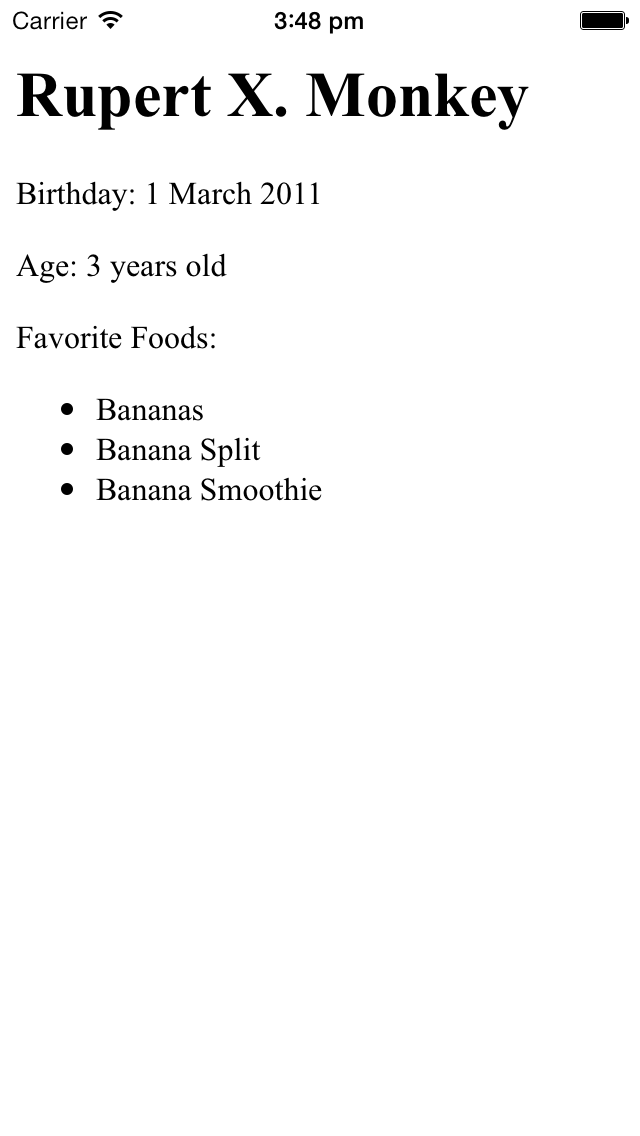 Carrier 3:48 pm
Rupert X. Monkey
Birthday: 1 March 2011
Age: 3 years old
Favorite Foods:
• Bananas
• Banana Split
• Banana Smoothie